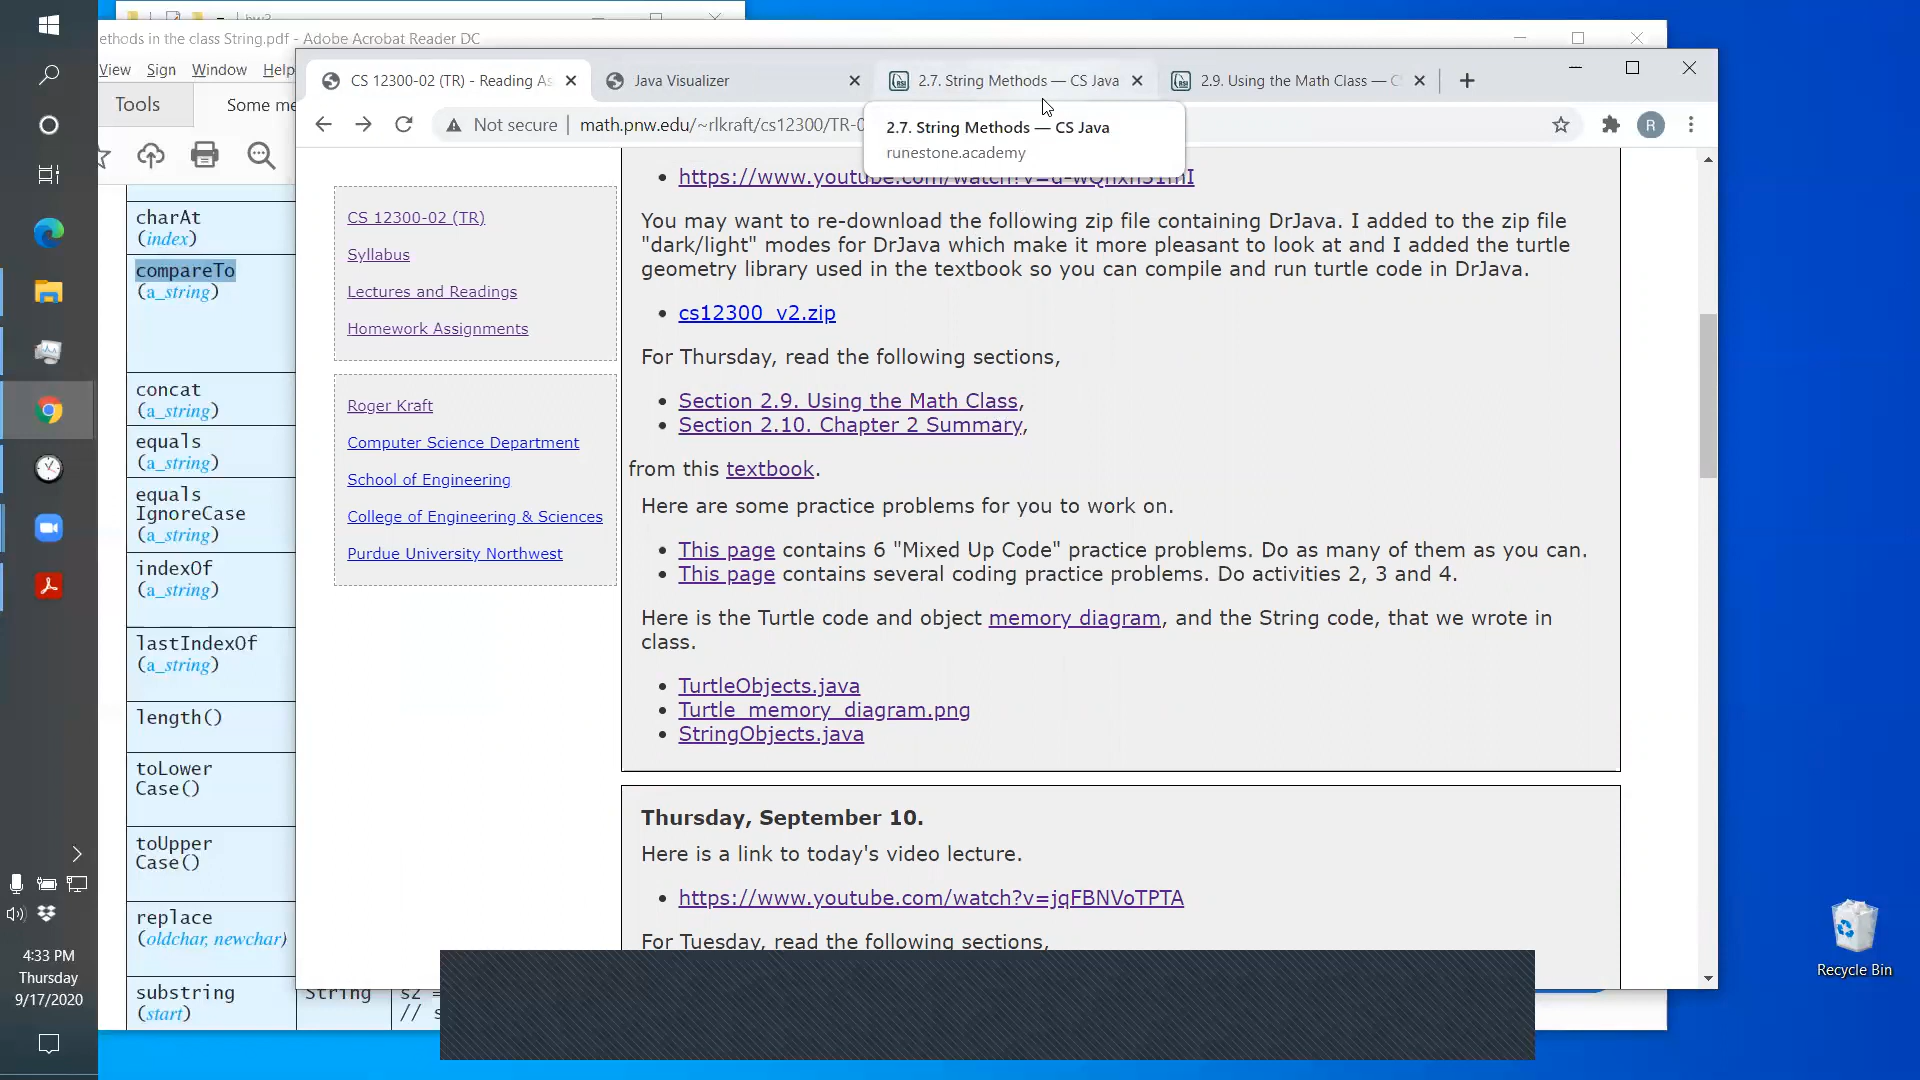 hw3
ethods in the class String.pdf - Adobe Acrobat Reader DC
View Sign Window Help
Tools Some me
charAt
(index)
compareTo
(a_string)
concat
(a_string)
equals
(a_string)
equals
IgnoreCase
(a_string)
indexOf
(a_string)
lastIndexOf
(a_string)
length()
toLower
Case()
toUpper
Case()
replace
(oldchar, newchar)
substring String s2 =
(start) // s
CS 12300-02 (TR) - Reading As
Java Visualizer
2.7. String Methods — CS Java
2.9. Using the Math Class — C
Not secure math.pnw.edu/~rlkraft/cs12300/TR-0
R
2.7. String Methods — CS Java
runestone.academy
CS 12300-02 (TR)
Syllabus
Lectures and Readings
Homework Assignments
Roger Kraft
Computer Science Department
School of Engineering
College of Engineering & Sciences
Purdue University Northwest
You may want to re-download the following zip file containing DrJava. I added to the zip file
"dark/light" modes for DrJava which make it more pleasant to look at and I added the turtle
geometry library used in the textbook so you can compile and run turtle code in DrJava.
• cs12300_v2.zip
For Thursday, read the following sections,
• Section 2.9. Using the Math Class,
• Section 2.10. Chapter 2 Summary,
from this textbook.
Here are some practice problems for you to work on.
• This page contains 6 "Mixed Up Code" practice problems. Do as many of them as you can.
• This page contains several coding practice problems. Do activities 2, 3 and 4.
Here is the Turtle code and object memory diagram, and the String code, that we wrote in
class.
• TurtleObjects.java
• Turtle_memory_diagram.png
• StringObjects.java
Thursday, September 10.
Here is a link to today's video lecture.
• https://www.youtube.com/watch?v=jqFBNVoTPTA
For Tuesday, read the following sections,
4:33 PM
Thursday
9/17/2020
Recycle Bin